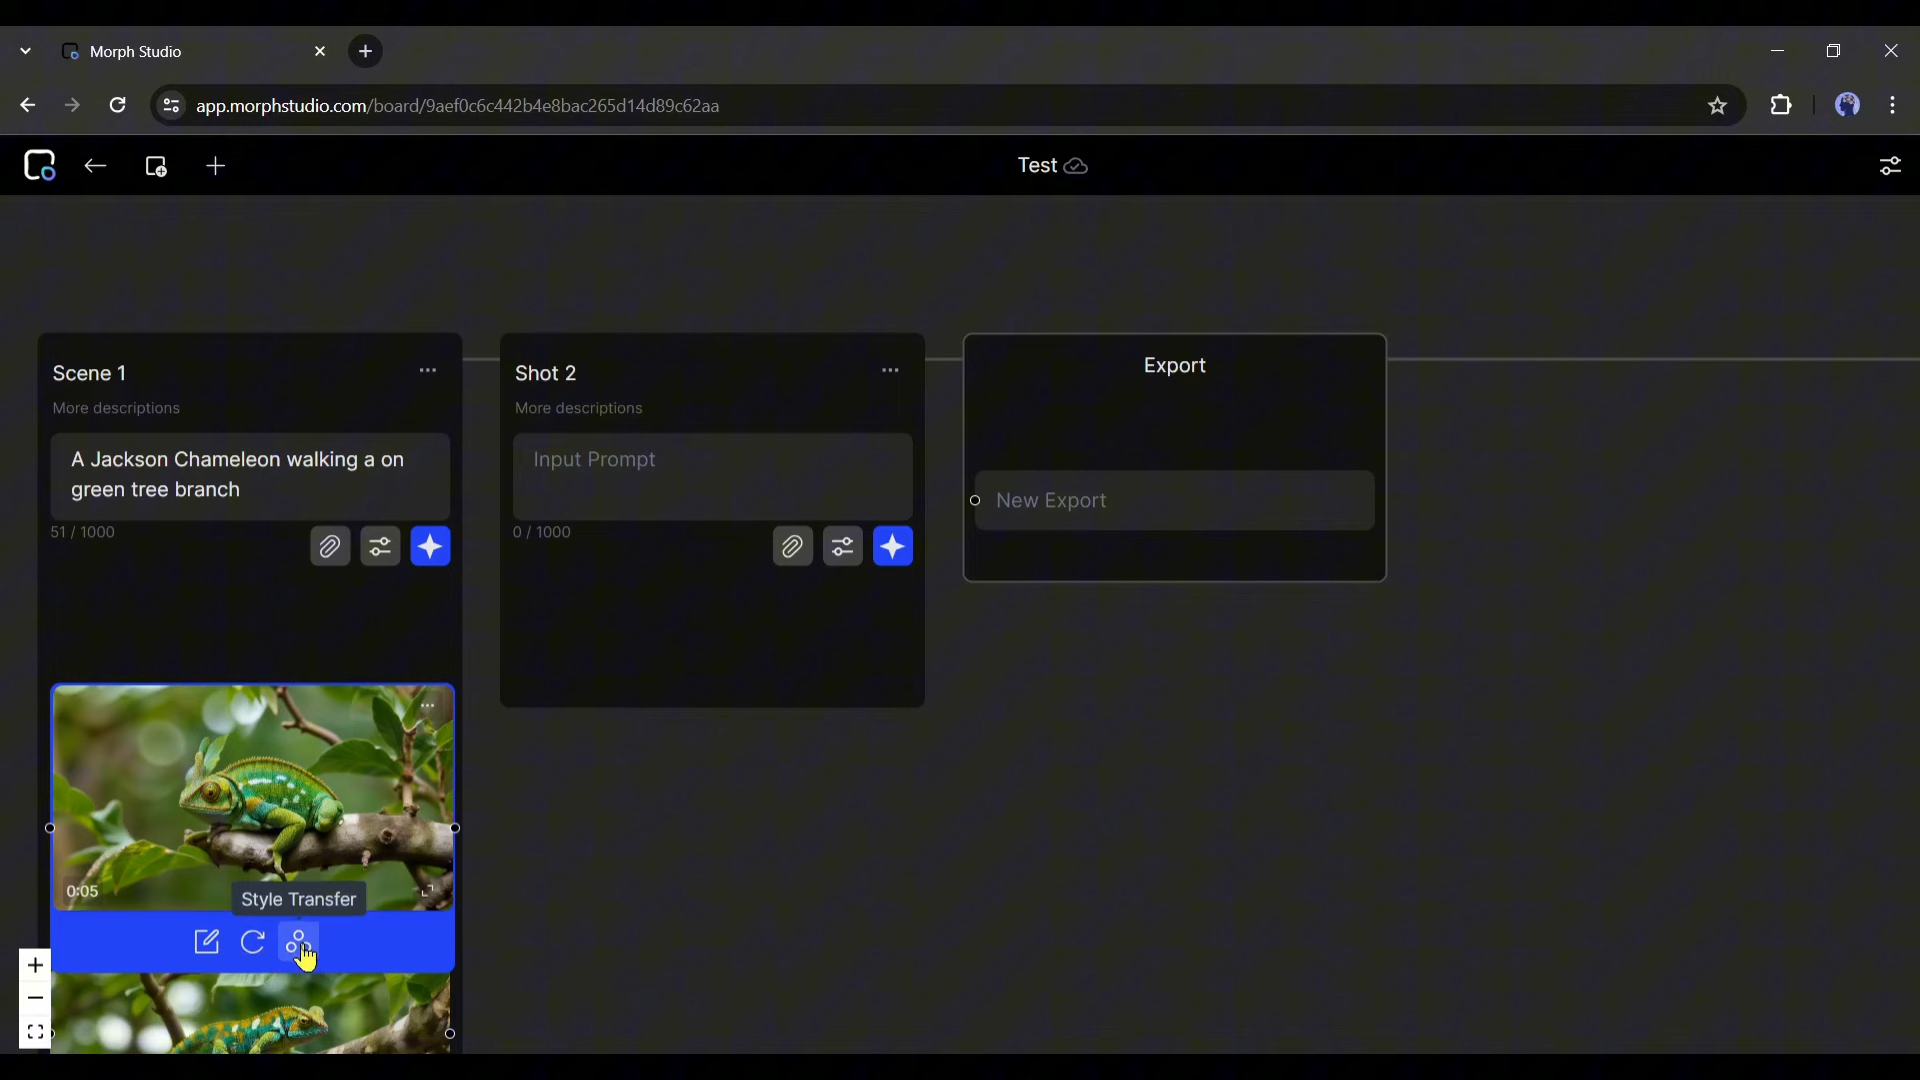 Morph Studio
app.morphstudio.com/board/9aef0c6c442b4e8bac265d14d89c62aa
Test
Scene 1
More descriptions
A Jackson Chameleon walking a on
green tree branch
51 / 1000
Shot 2
More descriptions
Input Prompt
0 / 1000
Export
New Export
0:05
Style Transfer